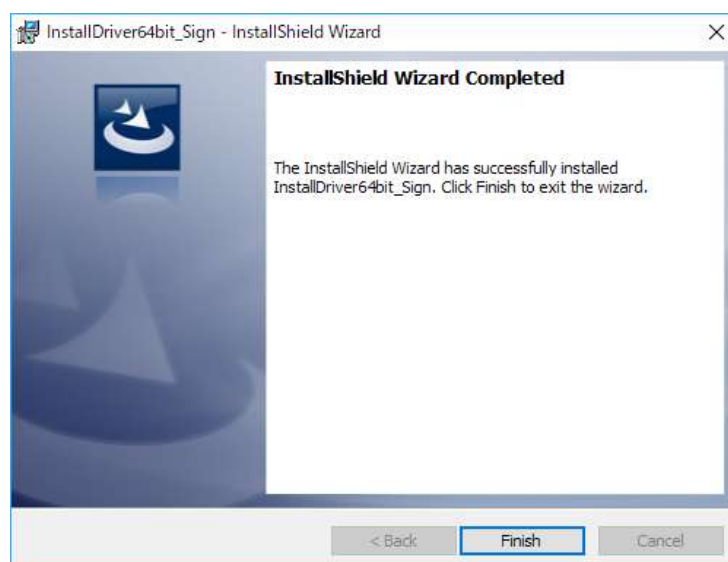 InstallDriver64bit_Sign - InstallShield Wizard
InstallShield Wizard Completed
The InstallShield Wizard has successfully installed
InstallDriver64bit_Sign. Click Finish to exit the wizard.
< Back Finish Cancel